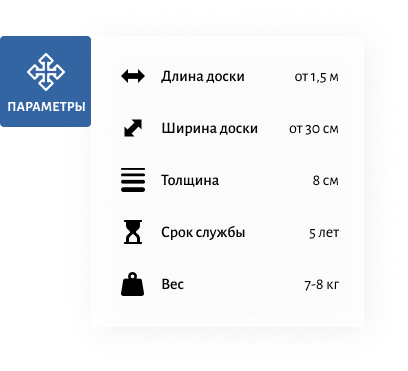 ПАРАМЕТРЫ
Длина доски от 1,5 м
Ширина доски от 30 см
Толщина 8 см
Срок службы 5 лет
Вес 7-8 кг